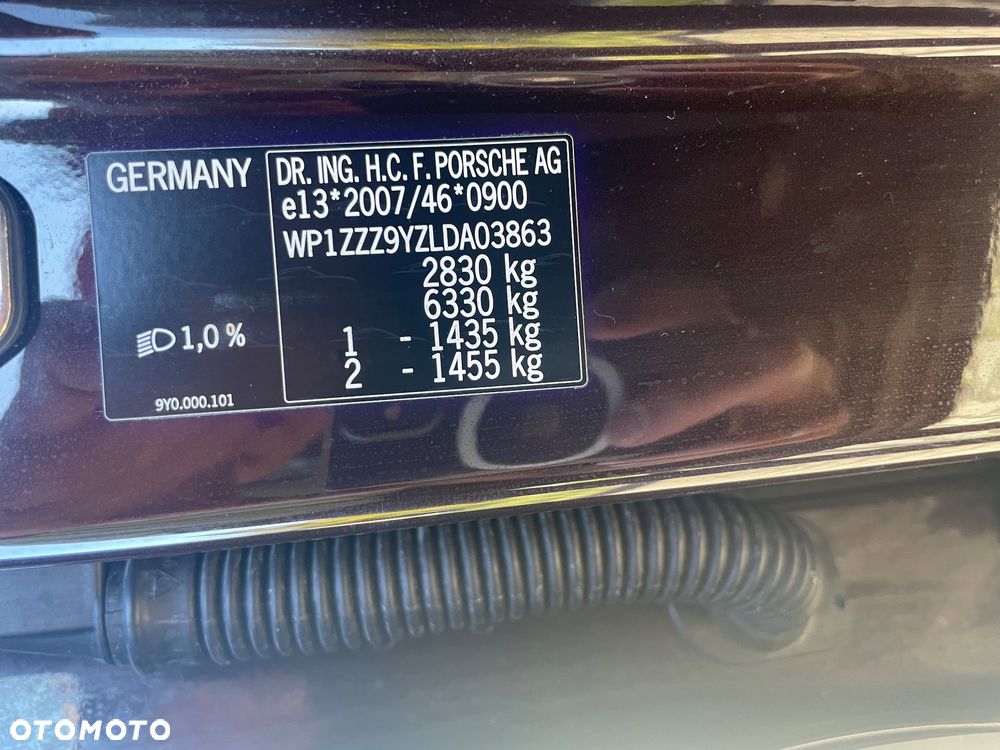 GERMANY
DR. ING. H.C. F. PORSCHE AG
e13*2007/46*0900
WP1ZZZ9YZLDA03863
2830 kg
6330 kg
1 - 1435 kg
2 - 1455 kg
1,0 %
9Y0.000.101
OTOMOTO